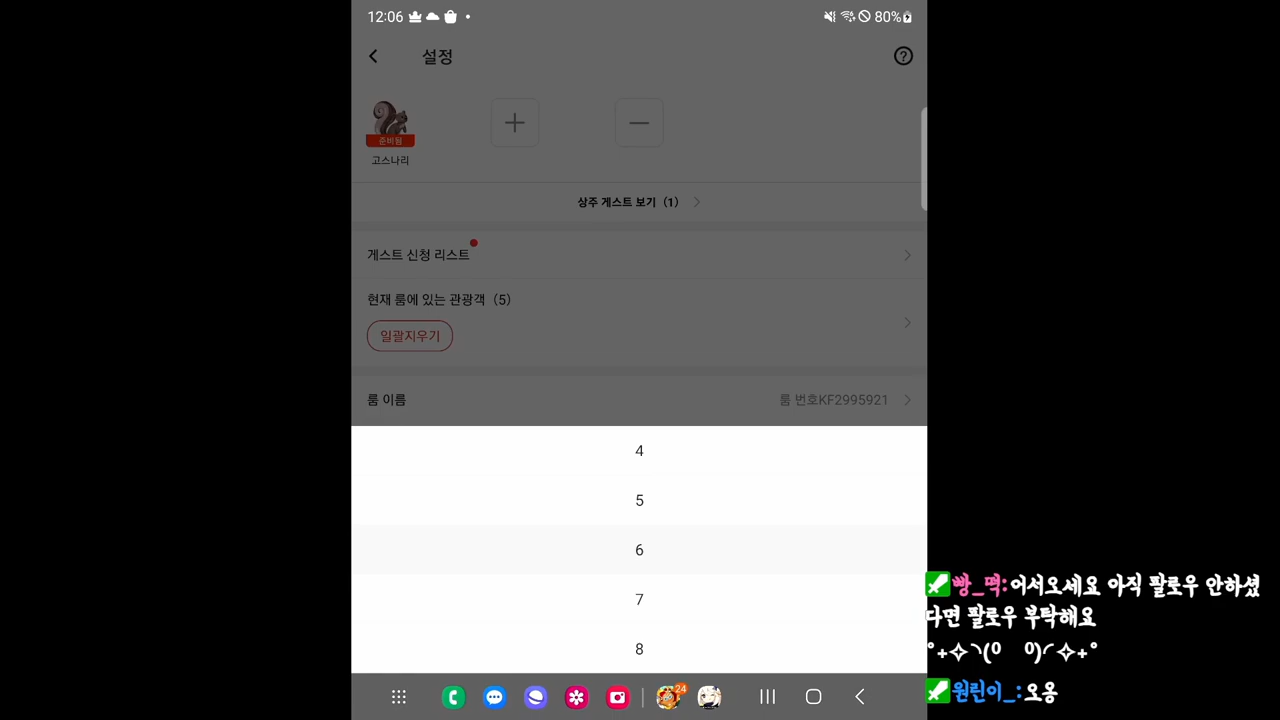 12:06
80%
설정
준비됨
고스나리
상주 게스트 보기 (1)
게스트 신청 리스트
현재 룸에 있는 관광객 (5)
일괄지우기
룸 이름
룸 번호KF2995921
4
5
6
7
8
24
빵_떡:어서오세요 아직 팔로우 안하셨
다면 팔로우 부탁해요
˚+✧◝(⁰ ⁰)◜✧+˚
원린이_:오옹